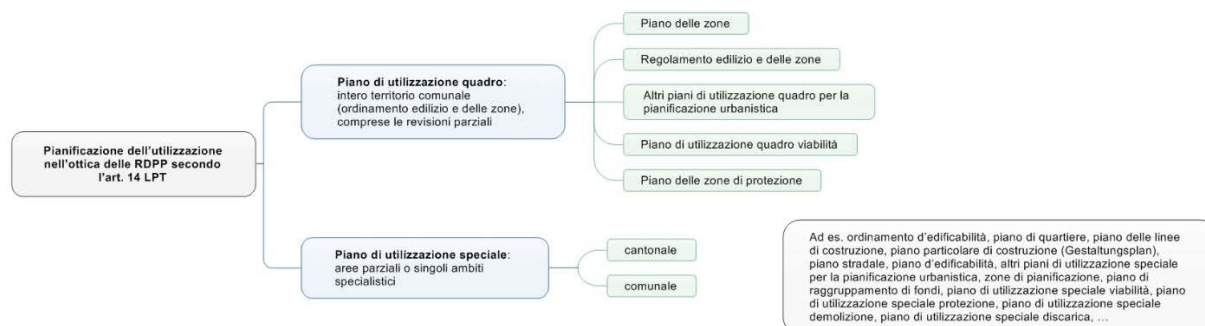 Pianificazione dell'utilizzazione
nell'ottica delle RDPP secondo
l'art. 14 LPT
Piano di utilizzazione quadro:
intero territorio comunale
(ordinamento edilizio e delle zone),
comprese le revisioni parziali
Piano delle zone
Regolamento edilizio e delle zone
Altri piani di utilizzazione quadro per la
pianificazione urbanistica
Piano di utilizzazione quadro viabilità
Piano delle zone di protezione
Piano di utilizzazione speciale:
aree parziali o singoli ambiti
specialistici
cantonale
comunale
Ad es. ordinamento d'edificabilità, piano di quartiere, piano delle linee
di costruzione, piano particolare di costruzione (Gestaltungsplan),
piano stradale, piano d'edificabilità, altri piani di utilizzazione speciale
per la pianificazione urbanistica, zone di pianificazione, piano di
raggruppamento di fondi, piano di utilizzazione speciale viabilità, piano
di utilizzazione speciale protezione, piano di utilizzazione speciale
demolizione, piano di utilizzazione speciale discarica, ...